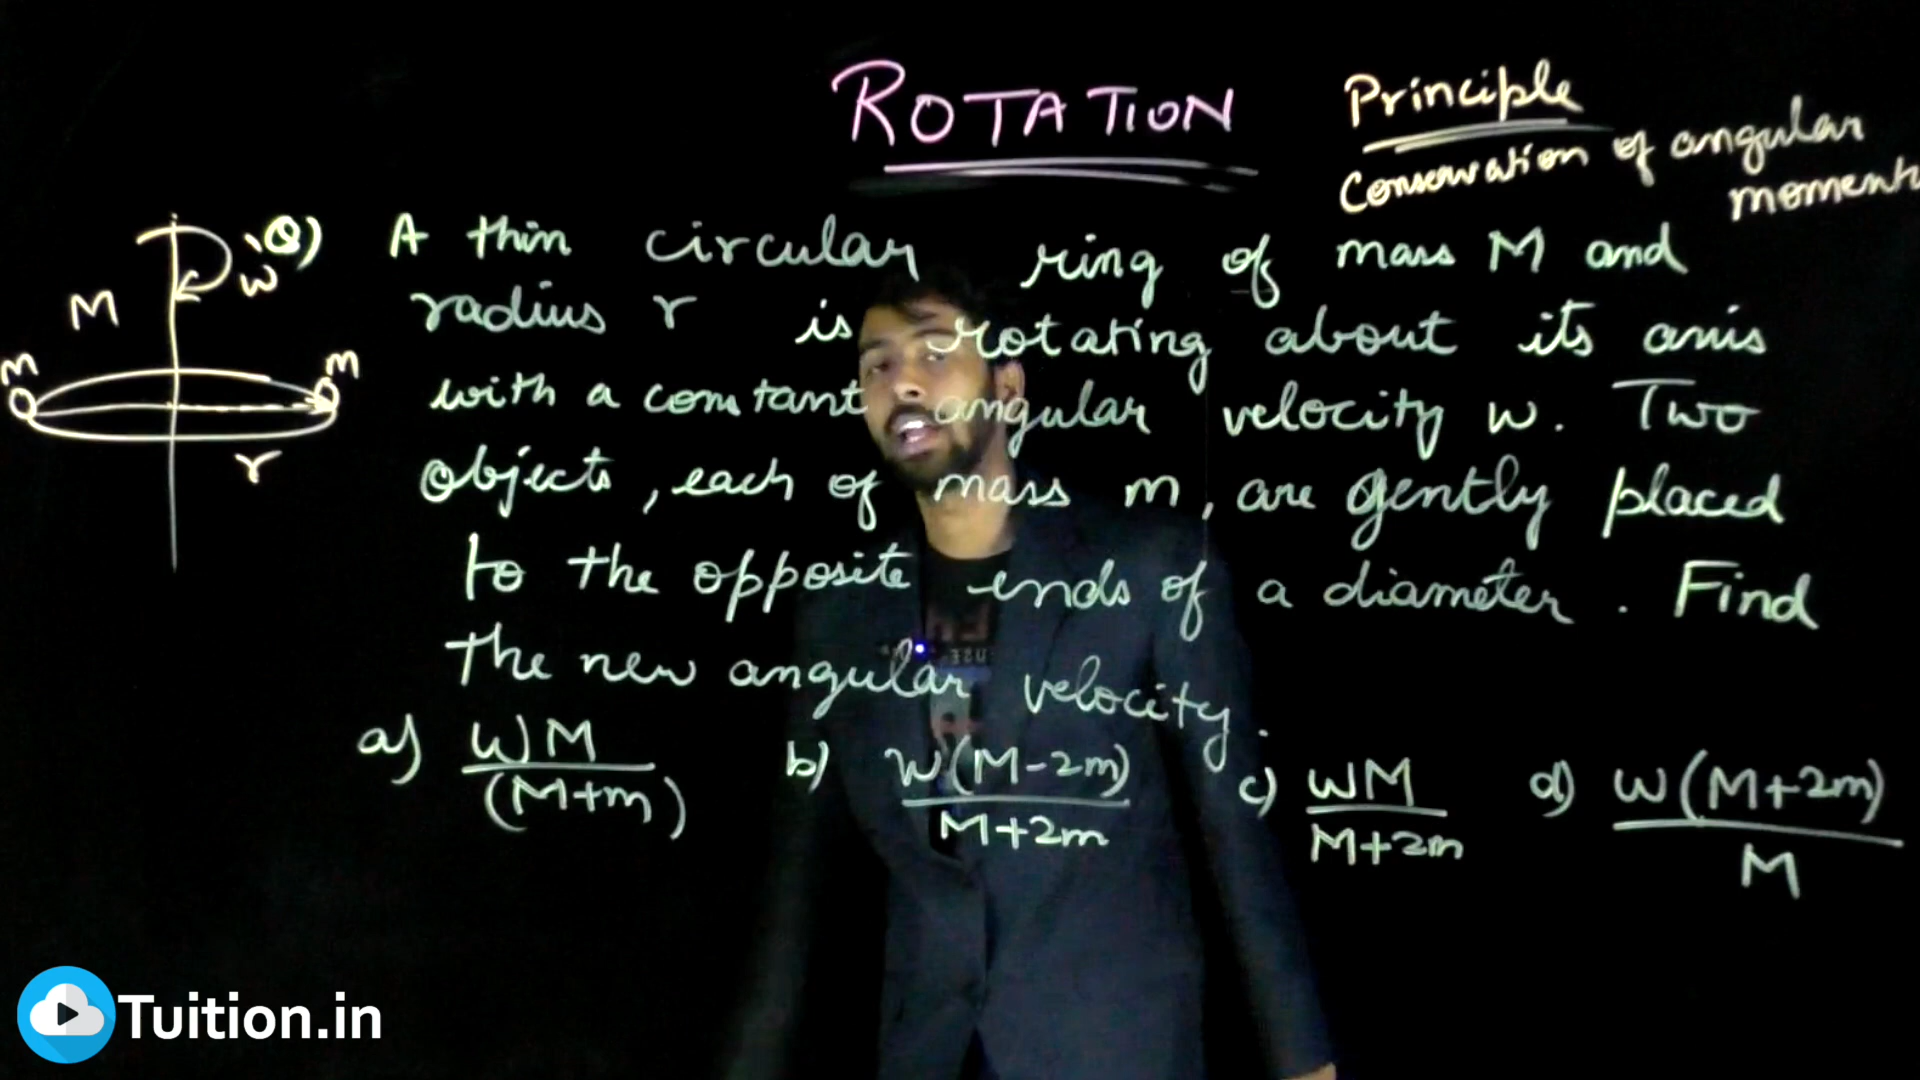 ROTATION
Principle
Conservation of angular
Q) A thin circular ring of mass M and
radius r is rotating about its axis
with a constant angular velocity w. Two
objects, each of mass m, are gently placed
to the opposite ends of a diameter. Find
the new angular velocity.
a) wM/(M+m) b) w(M-2m)/M+2m c) wM/M+2m d) w(M+2m)/M
w
M
m m
r
Tuition.in